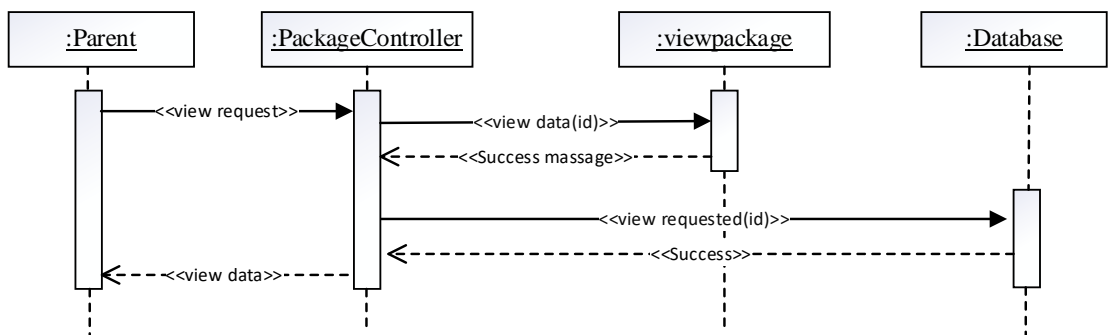 :Parent
:PackageController
:viewpackage
:Database
<<view request>>
<<view data(id)>>
<<Success massage>>
<<view requested(id)>>
<<Success>>
<<view data>>